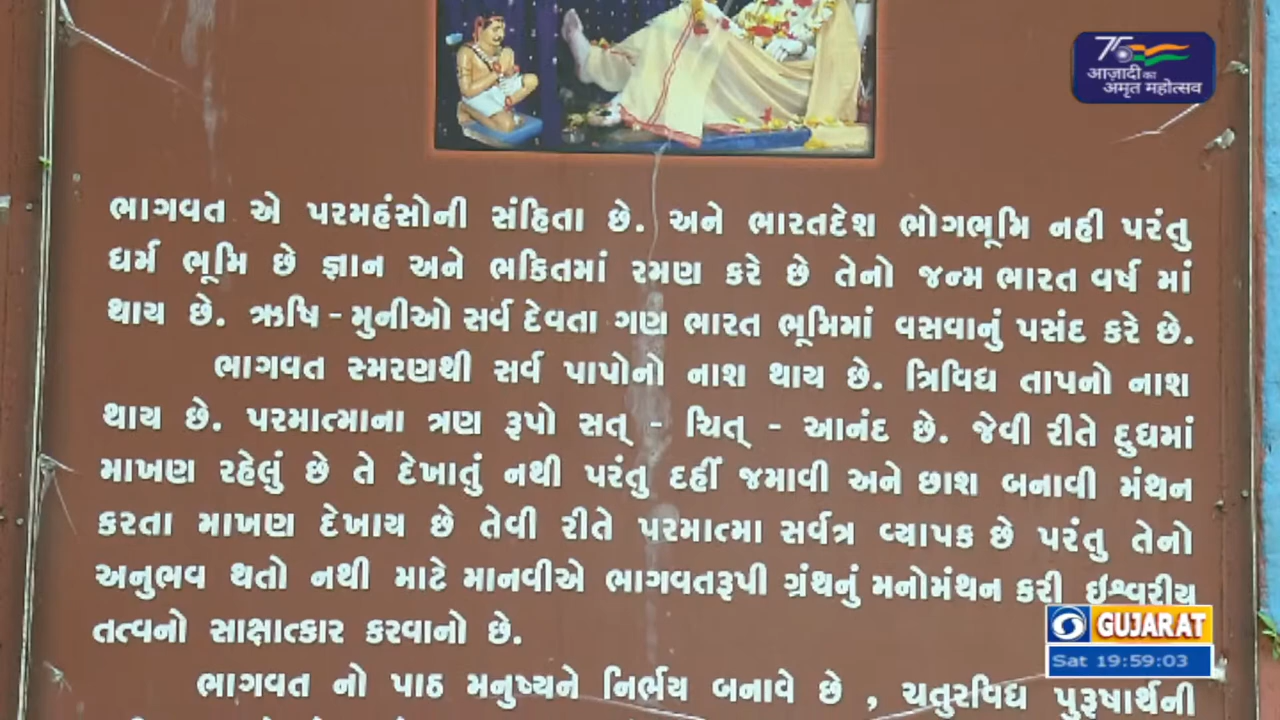 75
आज़ादी का
अमृत महोत्सव
ભાગવત એ પરમહંસોની સંહિતા છે. અને ભારતદેશ ભોગભૂમિ નહી પરંતુ
ધર્મ ભૂમિ છે જ્ઞાન અને ભકિતમાં રમણ કરે છે તેનો જન્મ ભારત વર્ષ માં
થાય છે. ઋષિ - મુનીઓ સર્વ દેવતા ગણ ભારત ભૂમિમાં વસવાનું પસંદ કરે છે.
ભાગવત સ્મરણથી સર્વ પાપોનો નાશ થાય છે. ત્રિવિધ તાપનો નાશ
થાય છે. પરમાત્માના ત્રણ રૂપો સત્ - ચિત્ - આનંદ છે. જેવી રીતે દુધમાં
માખણ રહેલું છે તે દેખાતું નથી પરંતુ દહીં જમાવી અને છાશ બનાવી મંથન
કરતા માખણ દેખાય છે તેવી રીતે પરમાત્મા સર્વત્ર વ્યાપક છે પરંતુ તેનો
અનુભવ થતો નથી માટે માનવીએ ભાગવતરૂપી ગ્રંથનું મનોમંથન કરી ઇશ્વરીય
તત્વનો સાક્ષાત્કાર કરવાનો છે.
GUJARAT
Sat 19:59:03
ભાગવત નો પાઠ મનુષ્યને નિર્ભય બનાવે છે , ચતુરવિધ પુરૂષાર્થની